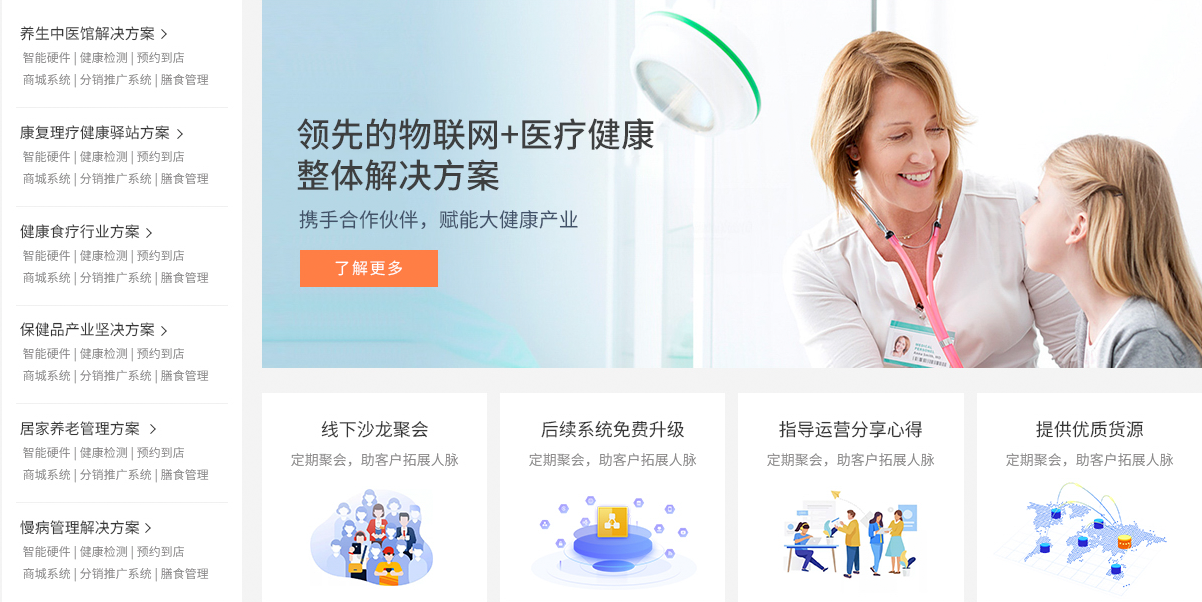 养生中医馆解决方案
智能硬件 | 健康检测 | 预约到店
商城系统 | 分销推广系统 | 膳食管理
康复理疗健康驿站方案
智能硬件 | 健康检测 | 预约到店
商城系统 | 分销推广系统 | 膳食管理
健康食疗行业方案
智能硬件 | 健康检测 | 预约到店
商城系统 | 分销推广系统 | 膳食管理
保健品产业坚决方案
智能硬件 | 健康检测 | 预约到店
商城系统 | 分销推广系统 | 膳食管理
居家养老管理方案
智能硬件 | 健康检测 | 预约到店
商城系统 | 分销推广系统 | 膳食管理
慢病管理解决方案
智能硬件 | 健康检测 | 预约到店
商城系统 | 分销推广系统 | 膳食管理
领先的物联网+医疗健康
整体解决方案
携手合作伙伴，赋能大健康产业
了解更多
MEDICAL
PERSONNEL
线下沙龙聚会
定期聚会，助客户拓展人脉
后续系统免费升级
定期聚会，助客户拓展人脉
指导运营分享心得
定期聚会，助客户拓展人脉
提供优质货源
定期聚会，助客户拓展人脉